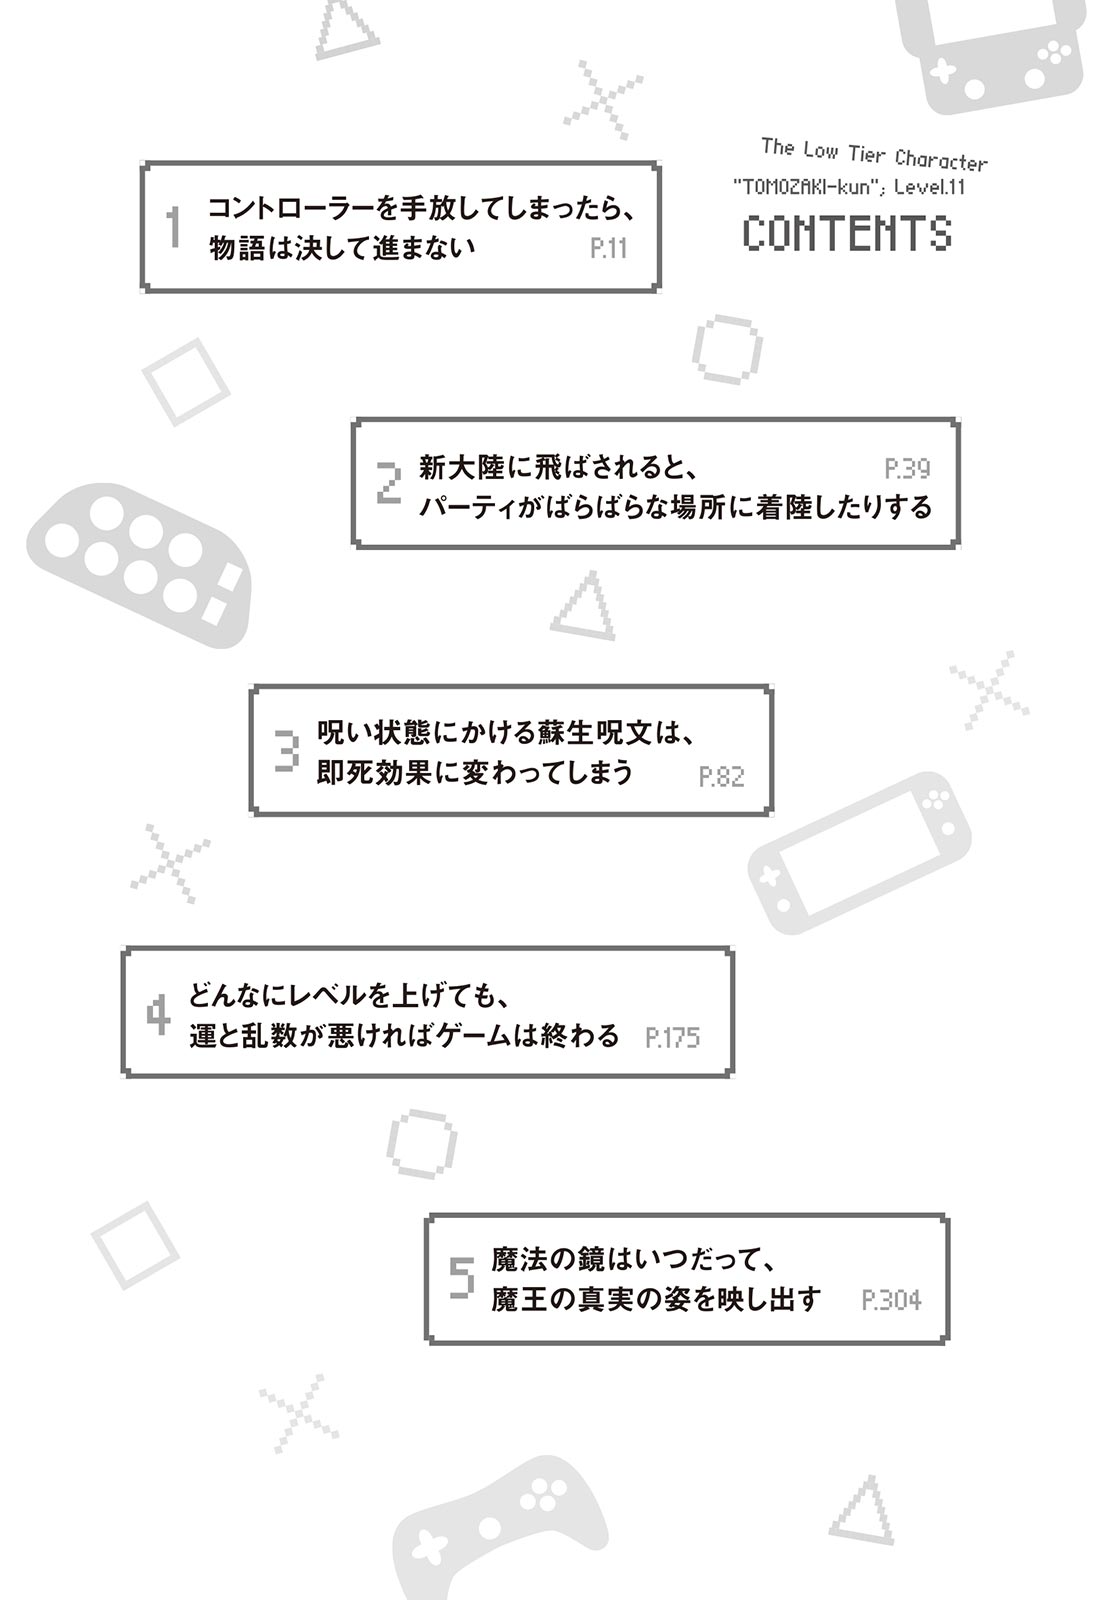 The Low Tier Character
"TOMOZAKI-kun"; Level.11
CONTENTS
1
コントローラーを手放してしまったら、
物語は決して進まない
P.11
2
新大陸に飛ばされると、
P.39
パーティがばらばらな場所に着陸したりする
3
呪い状態にかける蘇生呪文は、
即死効果に変わってしまう
P.82
4
どんなにレベルを上げても、
運と乱数が悪ければゲームは終わる
P.175
5
魔法の鏡はいつだって、
魔王の真実の姿を映し出す
P.304